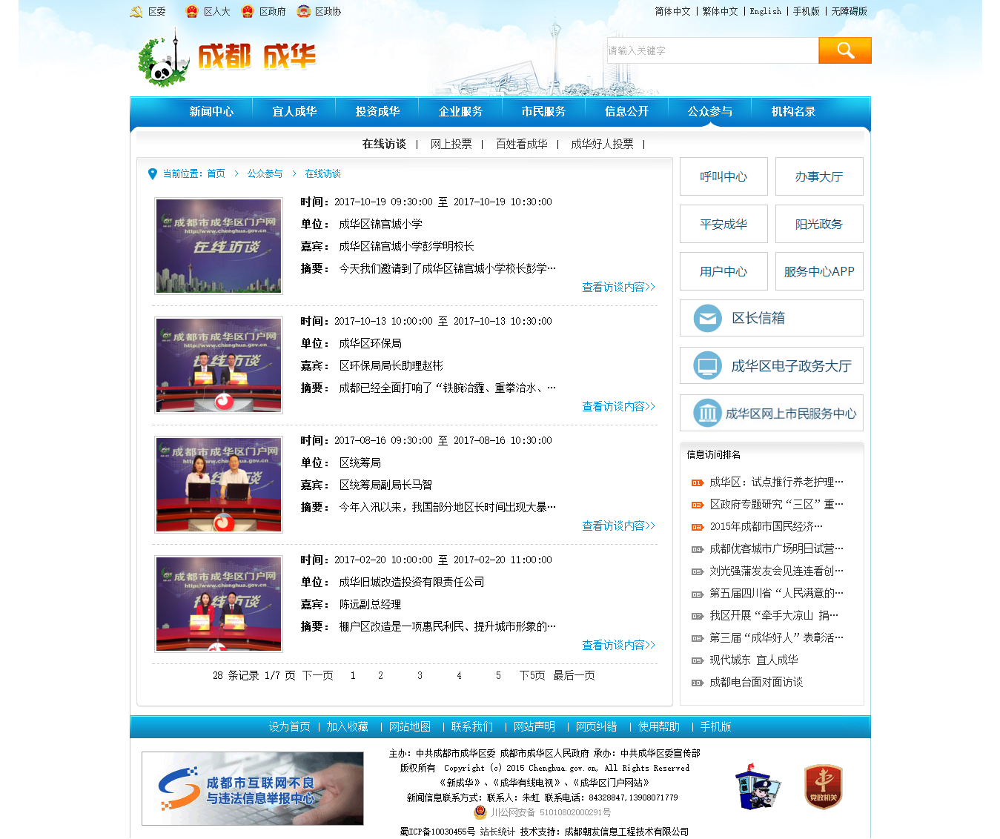 区委 区人大 区政府 区政协
简体中文 | 繁体中文 | English | 手机版 | 无障碍版
成都 成华
请输入关键字
新闻中心 宜人成华 投资成华 企业服务 市民服务 信息公开 公众参与 机构名录
在线访谈 | 网上投票 | 百姓看成华 | 成华好人投票 |
当前位置：首页 > 公众参与 > 在线访谈
成都市成华区门户网
http://www.chenghua.gov.cn
在线访谈
时间：2017-10-19 09:30:00 至 2017-10-19 10:30:00
单位： 成华区锦官城小学
嘉宾： 成华区锦官城小学彭学明校长
摘要： 今天我们邀请到了成华区锦官城小学校长彭学…
查看访谈内容>>
成都市成华区门户网
http://www.chenghua.gov.cn
在线访谈
时间：2017-10-13 10:00:00 至 2017-10-13 10:30:00
单位： 成华区环保局
嘉宾： 区环保局局长助理赵彬
摘要： 成都已经全面打响了“铁腕治霾、重拳治水、…
查看访谈内容>>
成都市成华区门户网
http://www.chenghua.gov.cn
在线访谈
时间：2017-08-16 09:30:00 至 2017-08-16 10:30:00
单位： 区统筹局
嘉宾： 区统筹局副局长马智
摘要： 今年入汛以来，我国部分地区长时间出现大暴…
查看访谈内容>>
成都市成华区门户网
http://www.chenghua.gov.cn
在线访谈
时间：2017-02-20 10:00:00 至 2017-02-20 11:00:00
单位： 成华旧城改造投资有限责任公司
嘉宾： 陈远副总经理
摘要： 棚户区改造是一项惠民利民、提升城市形象的…
查看访谈内容>>
28 条记录 1/7 页 下一页 1 2 3 4 5 下5页 最后一页
呼叫中心 办事大厅
平安成华 阳光政务
用户中心 服务中心APP
区长信箱
成华区电子政务大厅
成华区网上市民服务中心
信息访问排名
01 成华区：试点推行养老护理…
02 区政府专题研究“三区”重…
03 2015年成都市国民经济…
04 成都优客城市广场明日试营…
05 刘光强蒲发友会见连连看创…
06 第五届四川省“人民满意的…
07 我区开展“牵手大凉山 捐…
08 第三届“成华好人”表彰活…
09 现代城东 宜人成华
10 成都电台面对面访谈
设为首页 | 加入收藏 | 网站地图 | 联系我们 | 网站声明 | 网页纠错 | 使用帮助 | 手机版
成都市互联网不良
与违法信息举报中心
主办：中共成都市成华区委 成都市成华区人民政府 承办：中共成华区委宣传部
版权所有 Copyright (c) 2015 Chenghua.gov.cn, All Rights Reserved
《新成华》、《成华有线电视》、《成华区门户网站》
新闻信息联系方式：联系人：朱虹 联系电话：84328847,13908071779
川公网安备 51010802000291号
蜀ICP备10030455号 站长统计 技术支持：成都朝发信息工程技术有限公司
党政机关